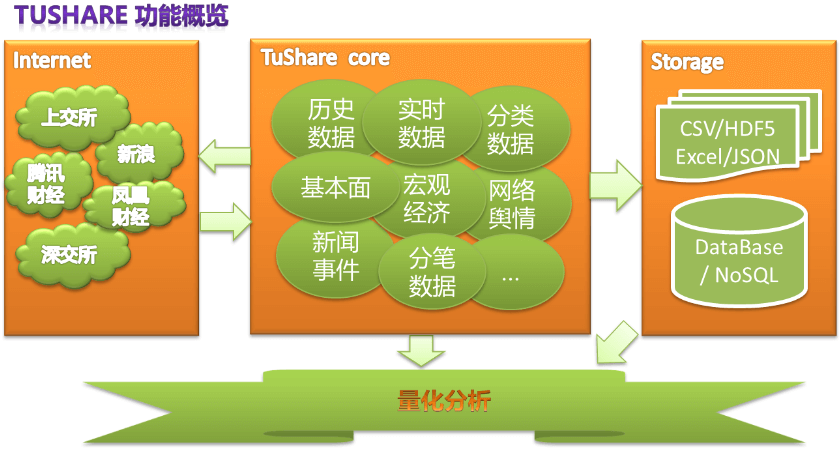 TUSHARE 功能概览
Internet
上交所
新浪
腾讯
财经
凤凰
财经
深交所
TuShare core
历史
数据
实时
数据
分类
数据
基本面
宏观
经济
网络
舆情
新闻
事件
分笔
数据
...
Storage
CSV/HDF5
Excel/JSON
DataBase
/ NoSQL
量化分析